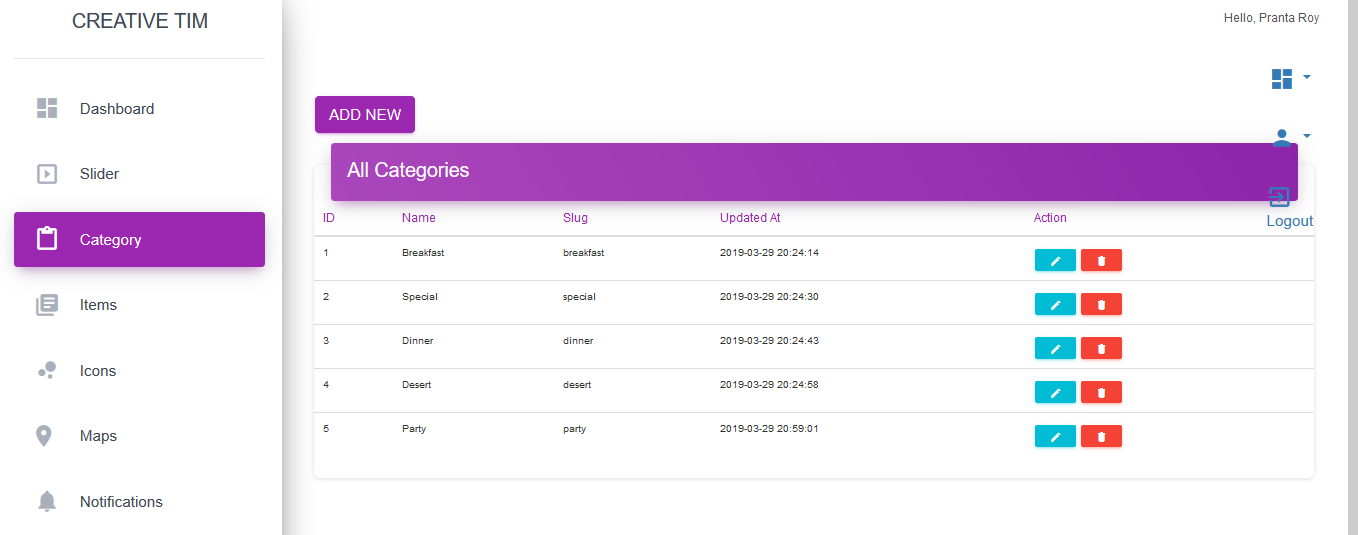 CREATIVE TIM
Hello, Pranta Roy
Dashboard
Slider
Category
Items
Icons
Maps
Notifications
ADD NEW
All Categories
Logout
ID Name Slug Updated At Action
1 Breakfast breakfast 2019-03-29 20:24:14
2 Special special 2019-03-29 20:24:30
3 Dinner dinner 2019-03-29 20:24:43
4 Desert desert 2019-03-29 20:24:58
5 Party party 2019-03-29 20:59:01